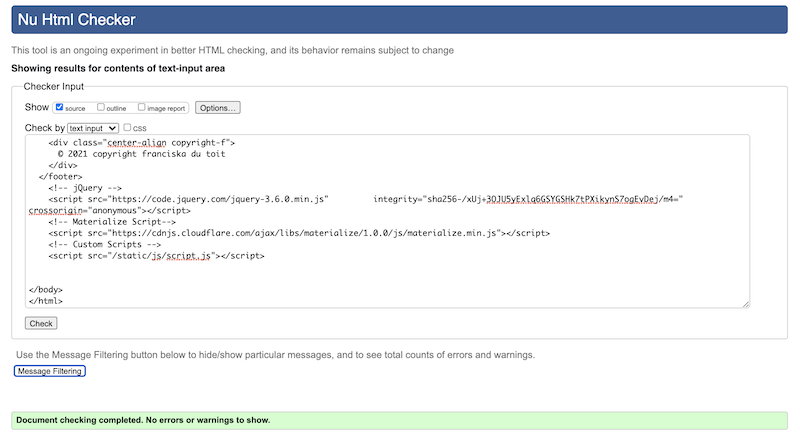 Nu Html Checker
This tool is an ongoing experiment in better HTML checking, and its behavior remains subject to change
Showing results for contents of text-input area
Checker Input
Show source outline image report Options...
Check by text input css
<div class="center-align copyright-f">
© 2021 copyright franciska du toit
</div>
</footer>
<!-- jQuery -->
<script src="https://code.jquery.com/jquery-3.6.0.min.js" integrity="sha256-/xUj+3OJU5yExlq6GSYGSHk7tPXikynS7ogEvDej/m4="
crossorigin="anonymous"></script>
<!-- Materialize Script-->
<script src="https://cdnjs.cloudflare.com/ajax/libs/materialize/1.0.0/js/materialize.min.js"></script>
<!-- Custom Scripts -->
<script src="/static/js/script.js"></script>
</body>
</html>
Check
Use the Message Filtering button below to hide/show particular messages, and to see total counts of errors and warnings.
Message Filtering
Document checking completed. No errors or warnings to show.